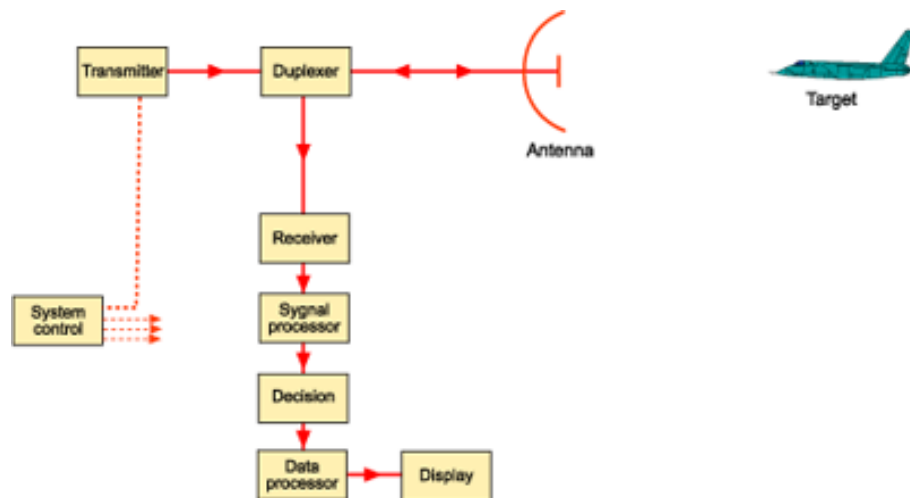 Transmitter
Duplexer
Antenna
Target
Receiver
System
control
Sygnal
processor
Decision
Data
processor
Display